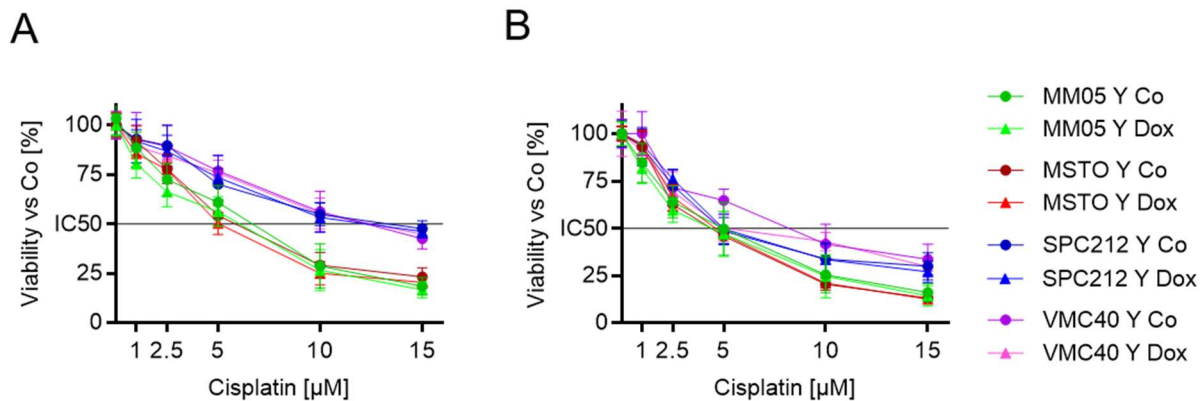 A
Viability vs Co [%]
100
75
IC50
25
0
1 2.5 5 10 15
Cisplatin [µM]
B
Viability vs Co [%]
100
75
IC50
25
0
1 2.5 5 10 15
Cisplatin [µM]
MM05 Y Co
MM05 Y Dox
MSTO Y Co
MSTO Y Dox
SPC212 Y Co
SPC212 Y Dox
VMC40 Y Co
VMC40 Y Dox